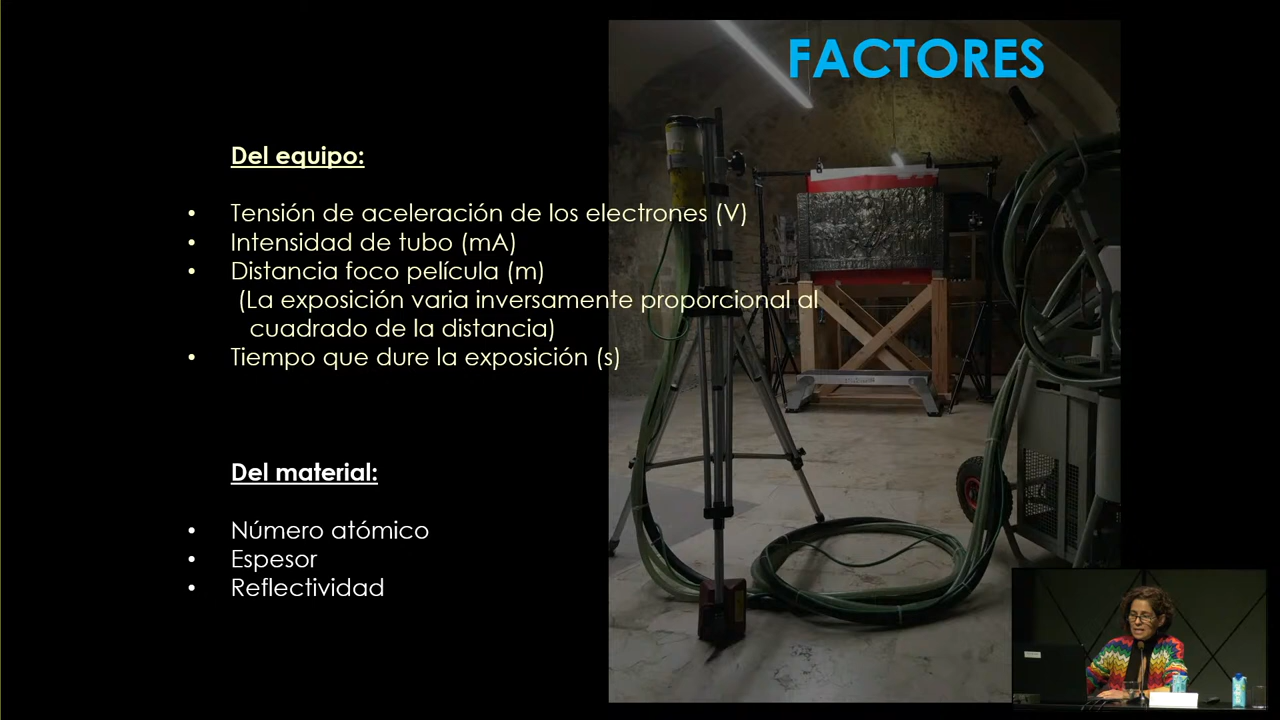 FACTORES
Del equipo:
• Tensión de aceleración de los electrones (V)
• Intensidad de tubo (mA)
• Distancia foco película (m)
(La exposición varia inversamente proporcional al
cuadrado de la distancia)
• Tiempo que dure la exposición (s)
Del material:
• Número atómico
• Espesor
• Reflectividad